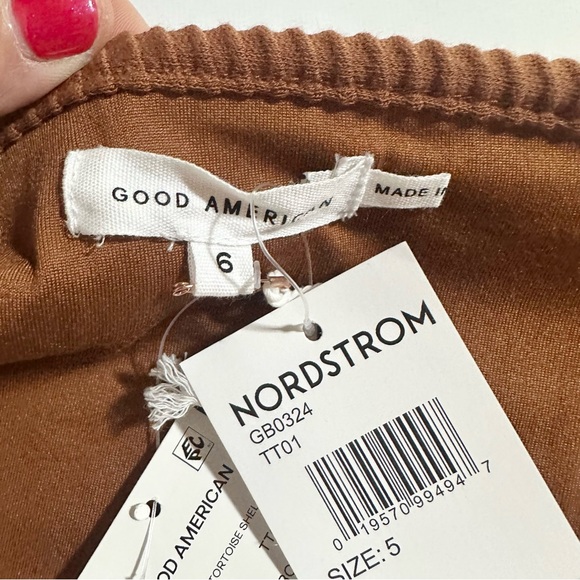 GOOD AMERICAN
MADE IN
6
NORDSTROM
GB0324
TT01
0 19570 99494 7
SIZE: 5
GOOD AMERICAN
TORTOISE SHEL